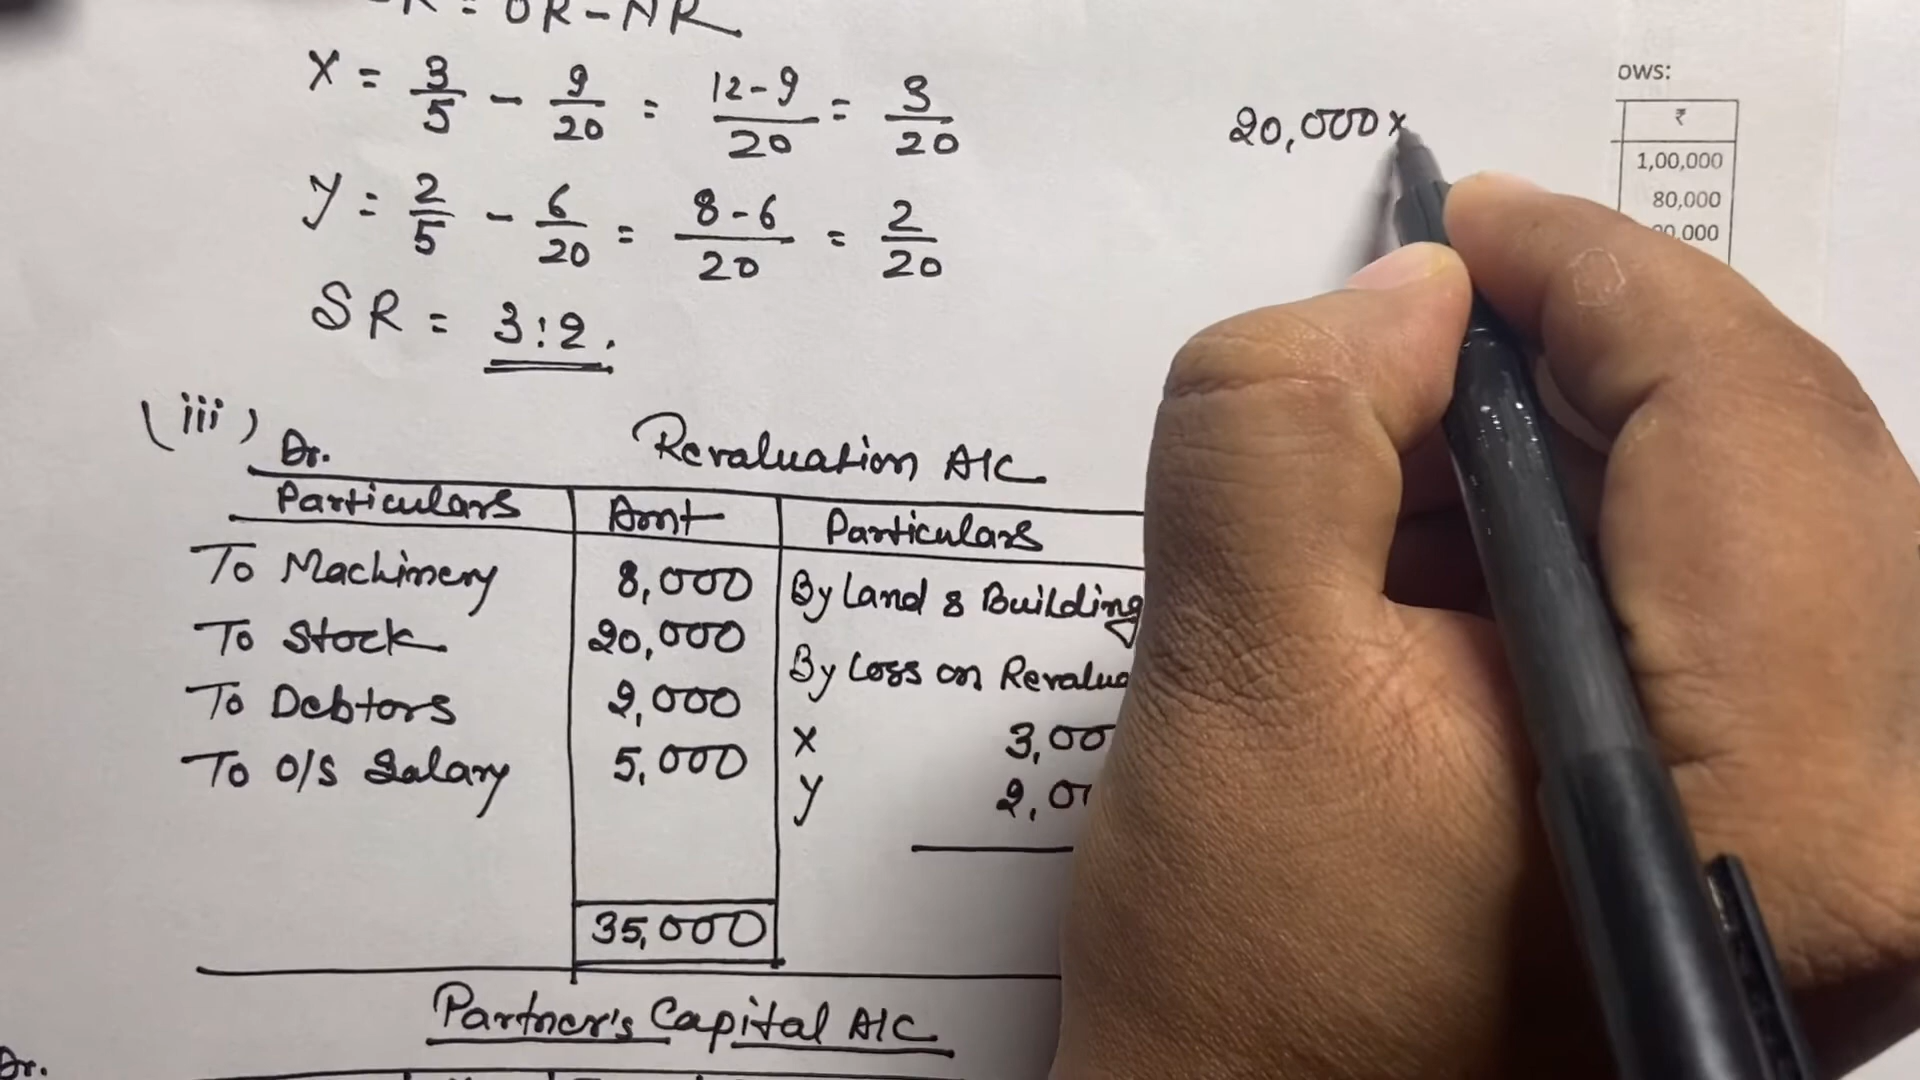 R = OR - NR
X = 3/5 - 9/20 = 12-9/20 = 3/20
Y = 2/5 - 6/20 = 8-6/20 = 2/20
SR = 3:2.
20,000 ×
ows:
₹
1,00,000
80,000
(iii) Dr. Revaluation A/C
Particulars Amt Particulars
To Machinery 8,000 By Land & Building
To Stock 20,000 By Loss on Revalua
To Debtors 2,000 X 3,00
To O/S Salary 5,000 Y 2,0
35,000
Partner's Capital A/C
Dr.